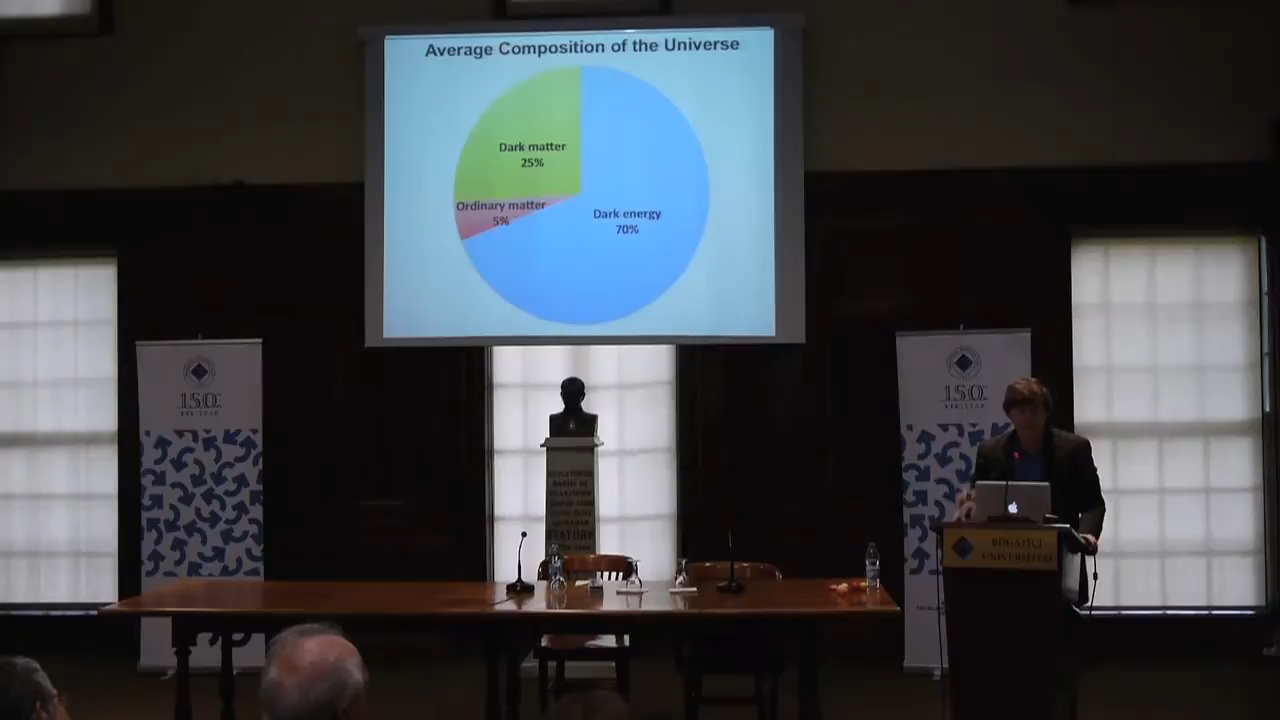 Average Composition of the Universe
Dark matter
25%
Ordinary matter
5%
Dark energy
70%
150
150
BOĞAZİÇİ
ÜNİVERSİTESİ